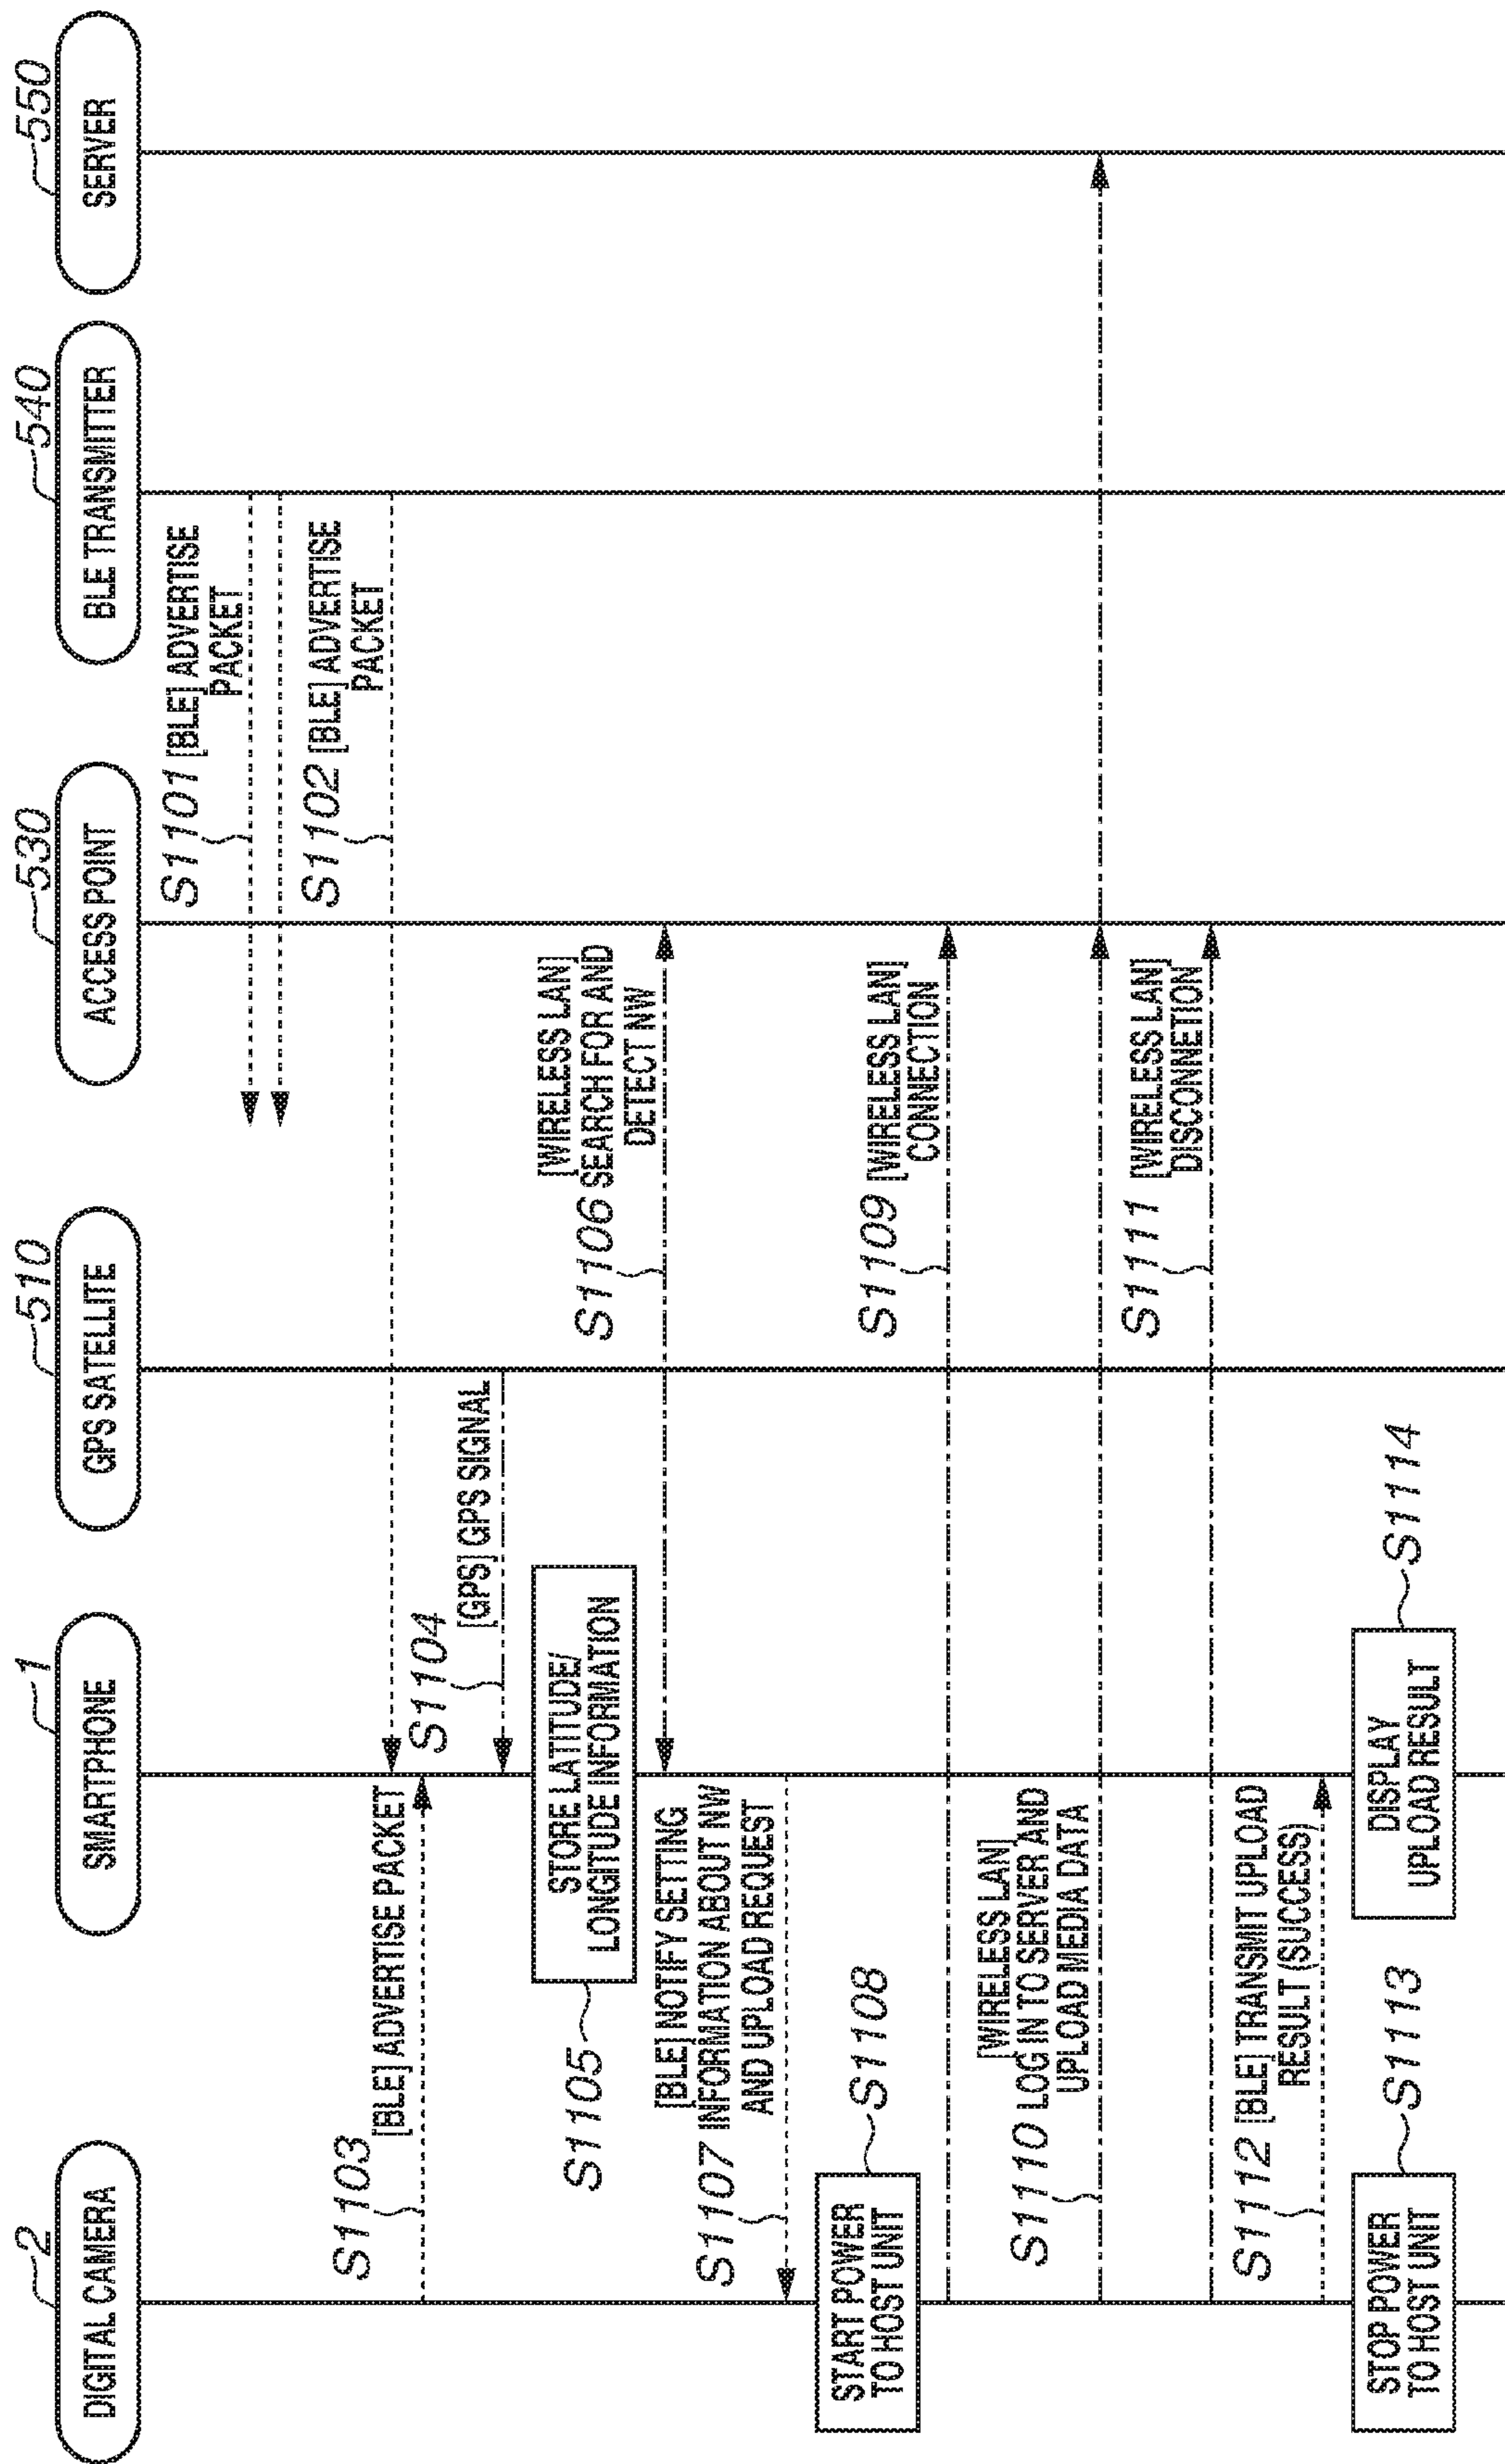 2
DIGITAL CAMERA
1
SMARTPHONE
510
GPS SATELLITE
530
ACCESS POINT
540
BLE TRANSMITTER
550
SERVER
S1101 [BLE] ADVERTISE
PACKET
S1102 [BLE] ADVERTISE
PACKET
S1103
[BLE] ADVERTISE PACKET
S1104
[GPS] GPS SIGNAL
STORE LATITUDE/
LONGITUDE INFORMATION
S1105
[WIRELESS LAN]
S1106 SEARCH FOR AND
DETECT NW
[BLE] NOTIFY SETTING
S1107 INFORMATION ABOUT NW
AND UPLOAD REQUEST
START POWER
TO HOST UNIT
S1108
S1109 [WIRELESS LAN]
CONNECTION
[WIRELESS LAN]
S1110 LOG IN TO SERVER AND
UPLOAD MEDIA DATA
S1111 [WIRELESS LAN]
DISCONNETION
S1112 [BLE] TRANSMIT UPLOAD
RESULT (SUCCESS)
STOP POWER
TO HOST UNIT
S1113
DISPLAY
UPLOAD RESULT
S1114